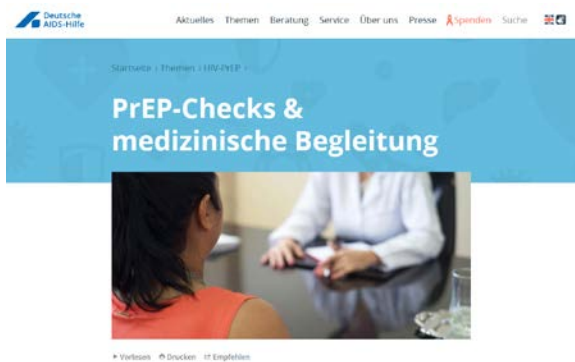 Deutsche
AIDS-Hilfe
Aktuelles Themen Beratung Service Über uns Presse Spenden Suche
Startseite › Themen › HIV-PrEP ›
PrEP-Checks &
medizinische Begleitung
Vorlesen Drucken Empfehlen